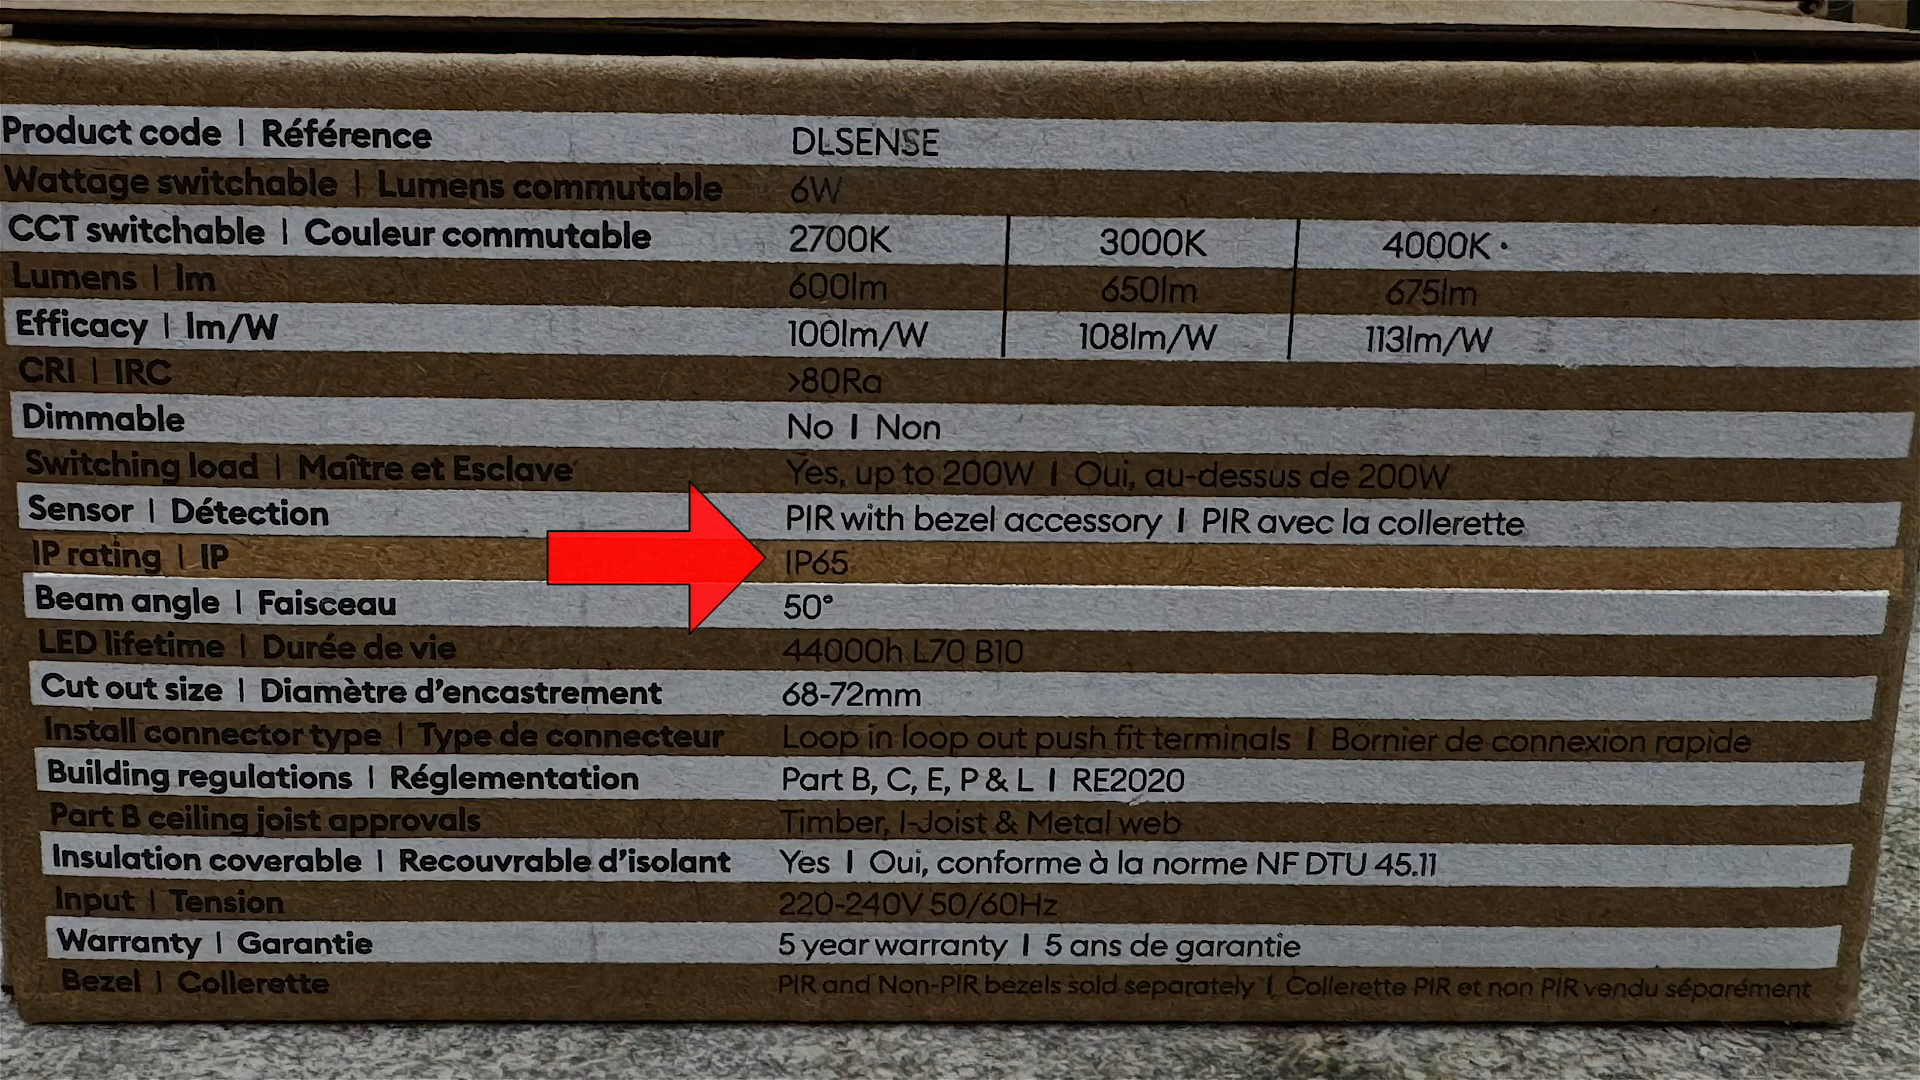 Product code | Référence DLSENSE
Wattage switchable | Lumens commutable 6W
CCT switchable | Couleur commutable 2700K 3000K 4000K
Lumens | lm 600lm 650lm 675lm
Efficacy | lm/W 100lm/W 108lm/W 113lm/W
CRI | IRC >80Ra
Dimmable No | Non
Switching load | Maître et Esclave Yes, up to 200W | Oui, au-dessus de 200W
Sensor | Détection PIR with bezel accessory | PIR avec la collerette
IP rating | IP IP65
Beam angle | Faisceau 50°
LED lifetime | Durée de vie 44000h L70 B10
Cut out size | Diamètre d'encastrement 68-72mm
Install connector type | Type de connecteur Loop in loop out push fit terminals | Bornier de connexion rapide
Building regulations | Réglementation Part B, C, E, P & L | RE2020
Part B ceiling joist approvals Timber, I-Joist & Metal web
Insulation coverable | Recouvrable d'isolant Yes | Oui, conforme à la norme NF DTU 45.11
Input | Tension 220-240V 50/60Hz
Warranty | Garantie 5 year warranty | 5 ans de garantie
Bezel | Collerette PIR and Non-PIR bezels sold separately | Collerette PIR et non PIR vendu séparément